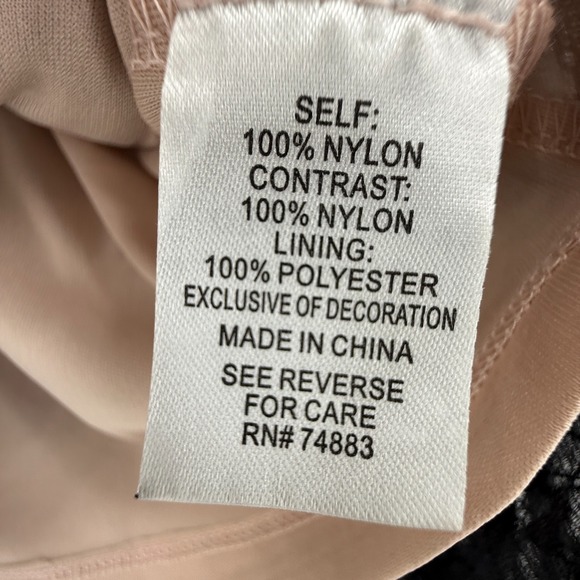 SELF:
100% NYLON
CONTRAST:
100% NYLON
LINING:
100% POLYESTER
EXCLUSIVE OF DECORATION
MADE IN CHINA
SEE REVERSE
FOR CARE
RN# 74883